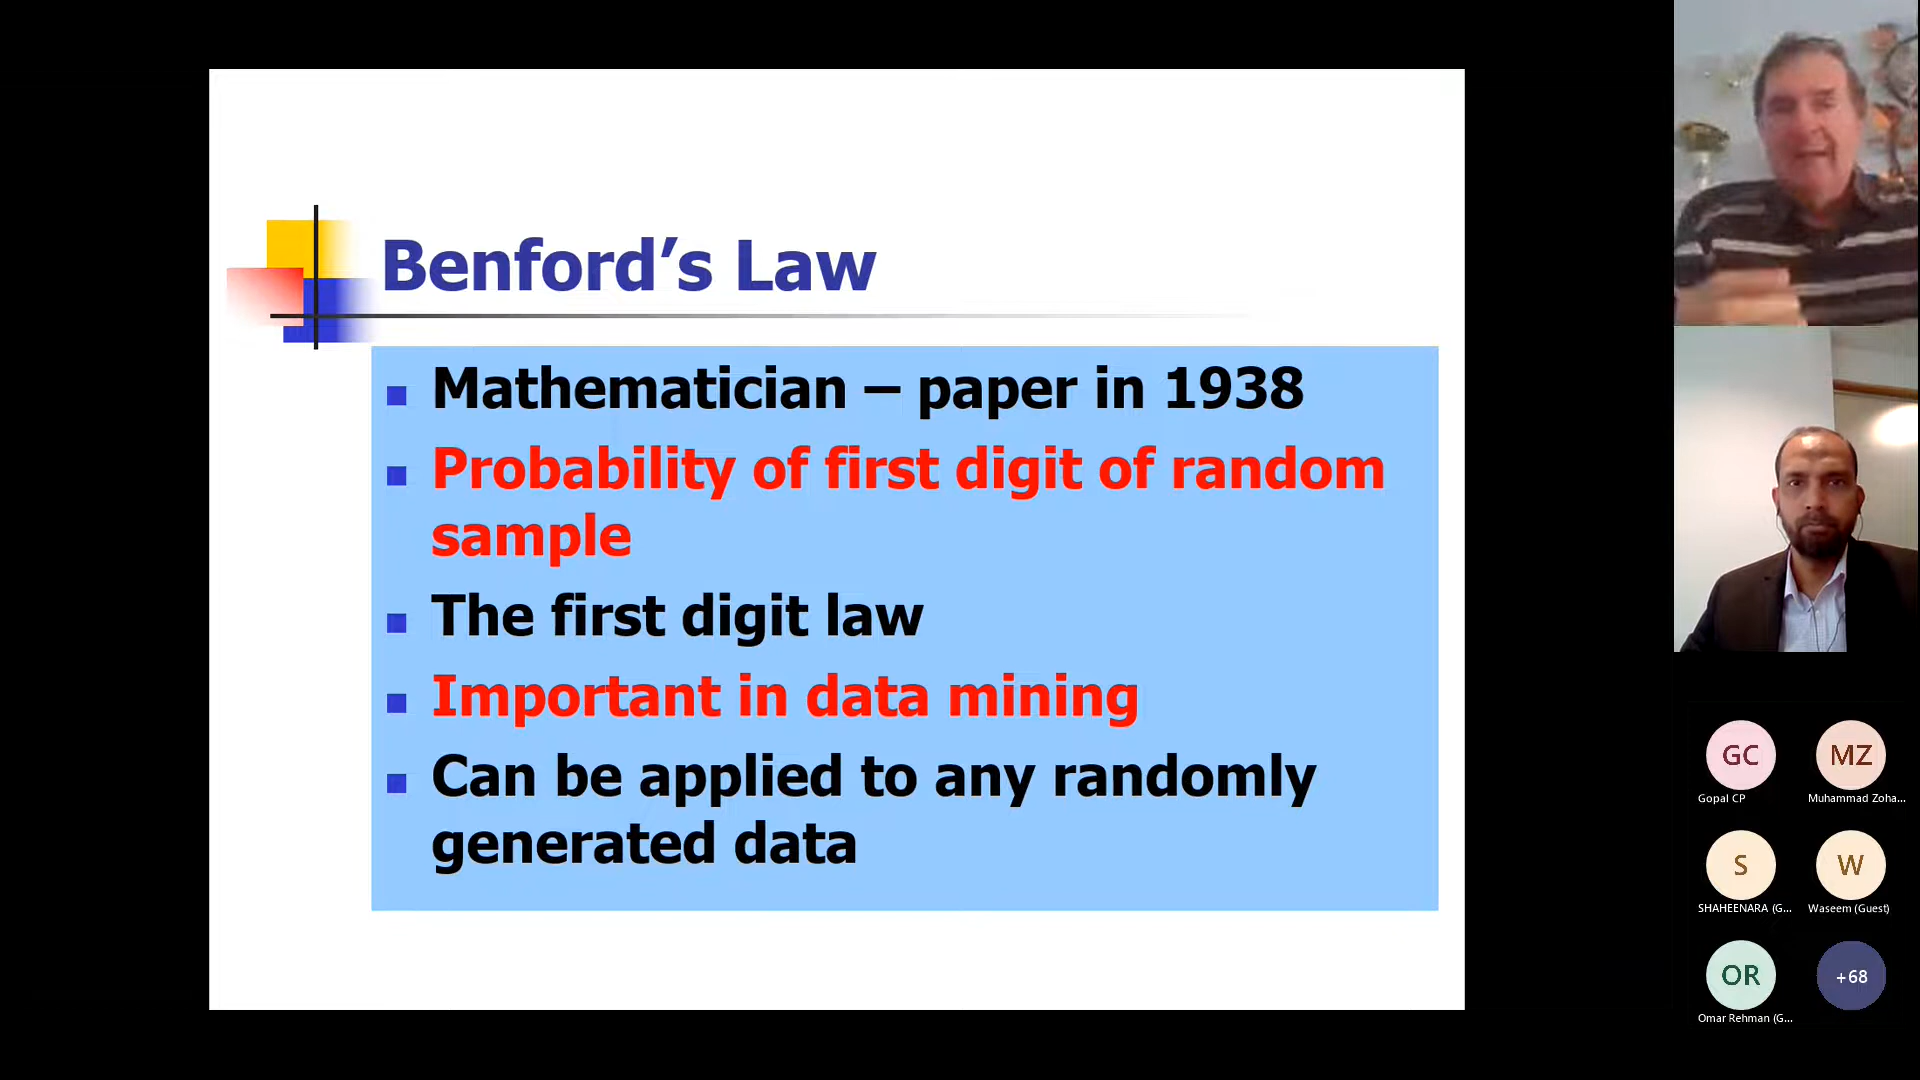 Benford’s Law
Mathematician – paper in 1938
Probability of first digit of random
sample
The first digit law
Important in data mining
Can be applied to any randomly
generated data
GC
MZ
Gopal CP
Muhammad Zoha...
S
W
SHAHEENARA (G...
Waseem (Guest)
OR
+68
Omar Rehman (G...